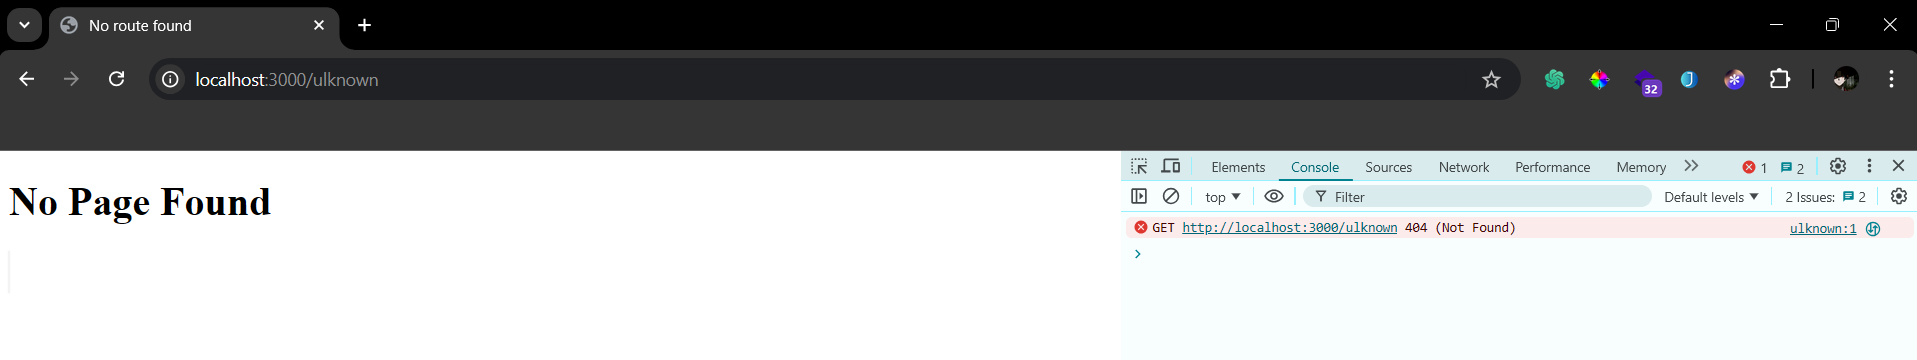 No route found
localhost:3000/ulknown
32
J
No Page Found
Elements Console Sources Network Performance Memory 1 2
top Filter Default levels 2 Issues: 2
GET http://localhost:3000/ulknown 404 (Not Found) ulknown:1